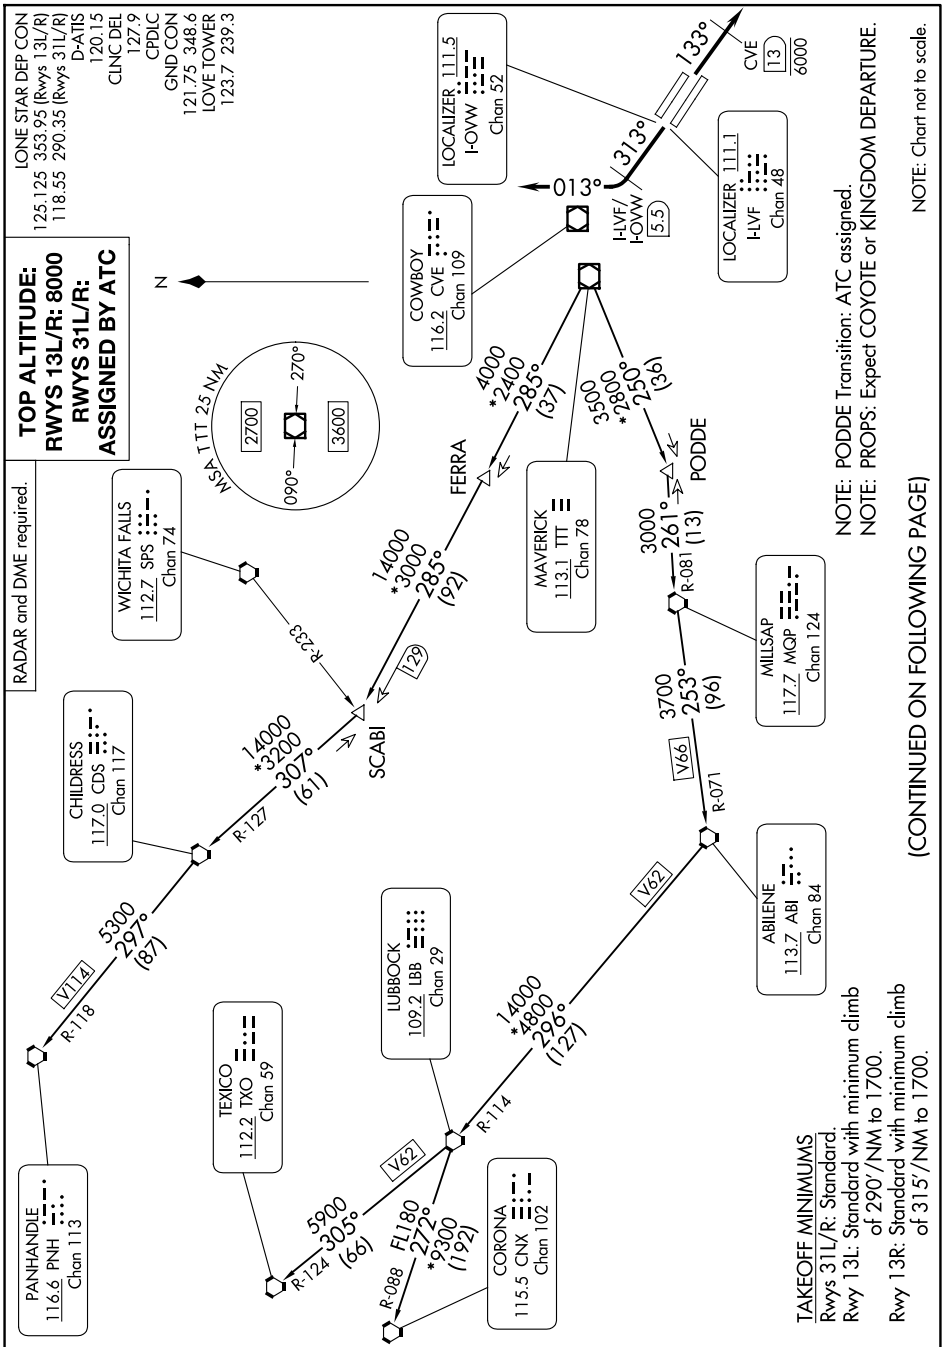 LONE STAR DEP CON
125.125 353.95 (Rwys 13L/R)
118.55 290.35 (Rwys 31L/R)
D-ATIS
120.15
CLNC DEL
127.9
CPDLC
GND CON
121.75 348.6
LOVE TOWER
123.7 239.3
TOP ALTITUDE:
RWYS 13L/R: 8000
RWYS 31L/R:
ASSIGNED BY ATC
RADAR and DME required.
N
MSA TTT 25 NM
2700
3600
090°
270°
LOCALIZER 111.5
I-OVW
Chan 52
LOCALIZER 111.1
I-LVF
Chan 48
133°
CVE
13
6000
313°
013°
I-LVF/
I-OVW
5.5
COWBOY
116.2 CVE
Chan 109
MAVERICK
113.1 TTT
Chan 78
4000
*2400
285°
(37)
FERRA
14000
*3000
285°
(92)
129
SCABI
WICHITA FALLS
112.7 SPS
Chan 74
R-233
14000
*3200
307°
(61)
R-127
CHILDRESS
117.0 CDS
Chan 117
5300
297°
(87)
V114
R-118
PANHANDLE
116.6 PNH
Chan 113
3500
*2800
250°
(36)
PODDE
3000
261°
(13)
R-081
MILLSAP
117.7 MQP
Chan 124
3700
253°
(96)
V66
R-071
ABILENE
113.7 ABI
Chan 84
V62
14000
*4800
296°
(127)
R-114
LUBBOCK
109.2 LBB
Chan 29
V62
5900
305°
(66)
R-124
TEXICO
112.2 TXO
Chan 59
FL180
272°
*9300
(192)
R-088
CORONA
115.5 CNX
Chan 102
NOTE: PODDE Transition: ATC assigned.
NOTE: PROPS: Expect COYOTE or KINGDOM DEPARTURE.
NOTE: Chart not to scale.
TAKEOFF MINIMUMS
Rwys 31L/R: Standard.
Rwy 13L: Standard with minimum climb
of 290'/NM to 1700.
Rwy 13R: Standard with minimum climb
of 315'/NM to 1700.
(CONTINUED ON FOLLOWING PAGE)